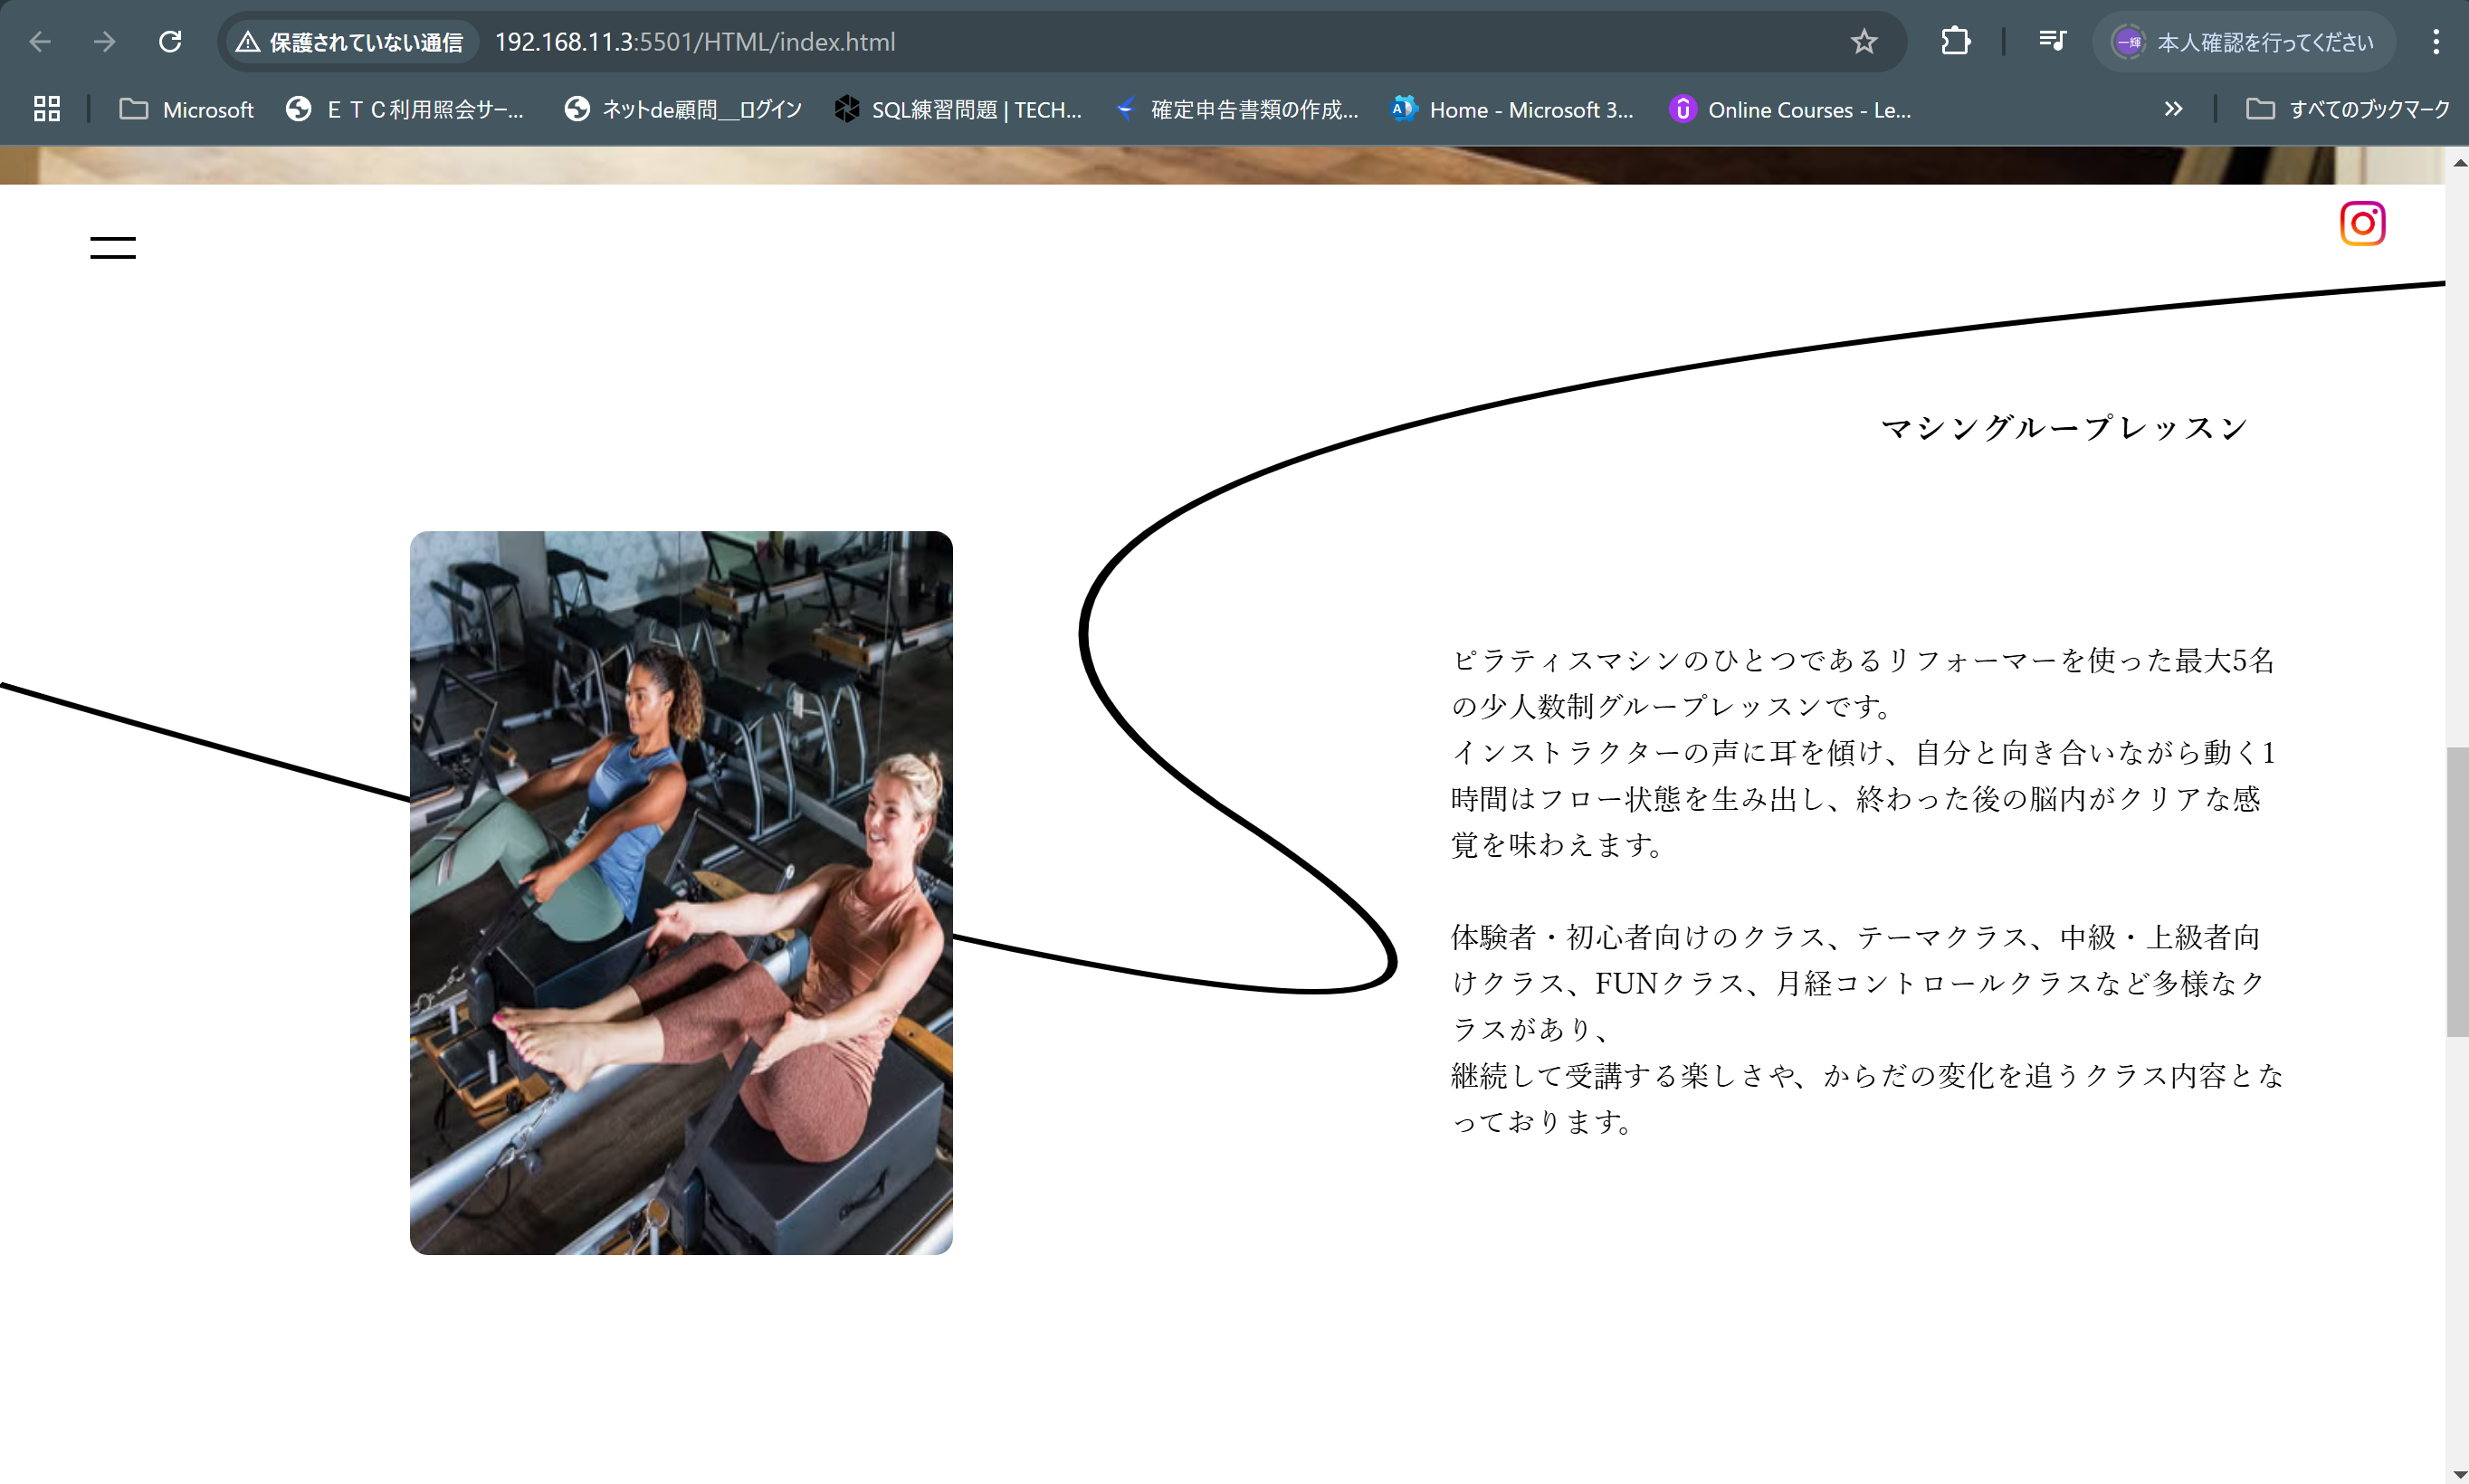 保護されていない通信 192.168.11.3:5501/HTML/index.html 一輝 本人確認を行ってください
Microsoft ＥＴＣ利用照会サー... ネットde顧問__ログイン SQL練習問題 | TECH... 確定申告書類の作成... Home - Microsoft 3... Online Courses - Le... すべてのブックマーク
マシングループレッスン
ピラティスマシンのひとつであるリフォーマーを使った最大5名
の少人数制グループレッスンです。
インストラクターの声に耳を傾け、自分と向き合いながら動く1
時間はフロー状態を生み出し、終わった後の脳内がクリアな感
覚を味わえます。
体験者・初心者向けのクラス、テーマクラス、中級・上級者向
けクラス、FUNクラス、月経コントロールクラスなど多様なク
ラスがあり、
継続して受講する楽しさや、からだの変化を追うクラス内容とな
っております。